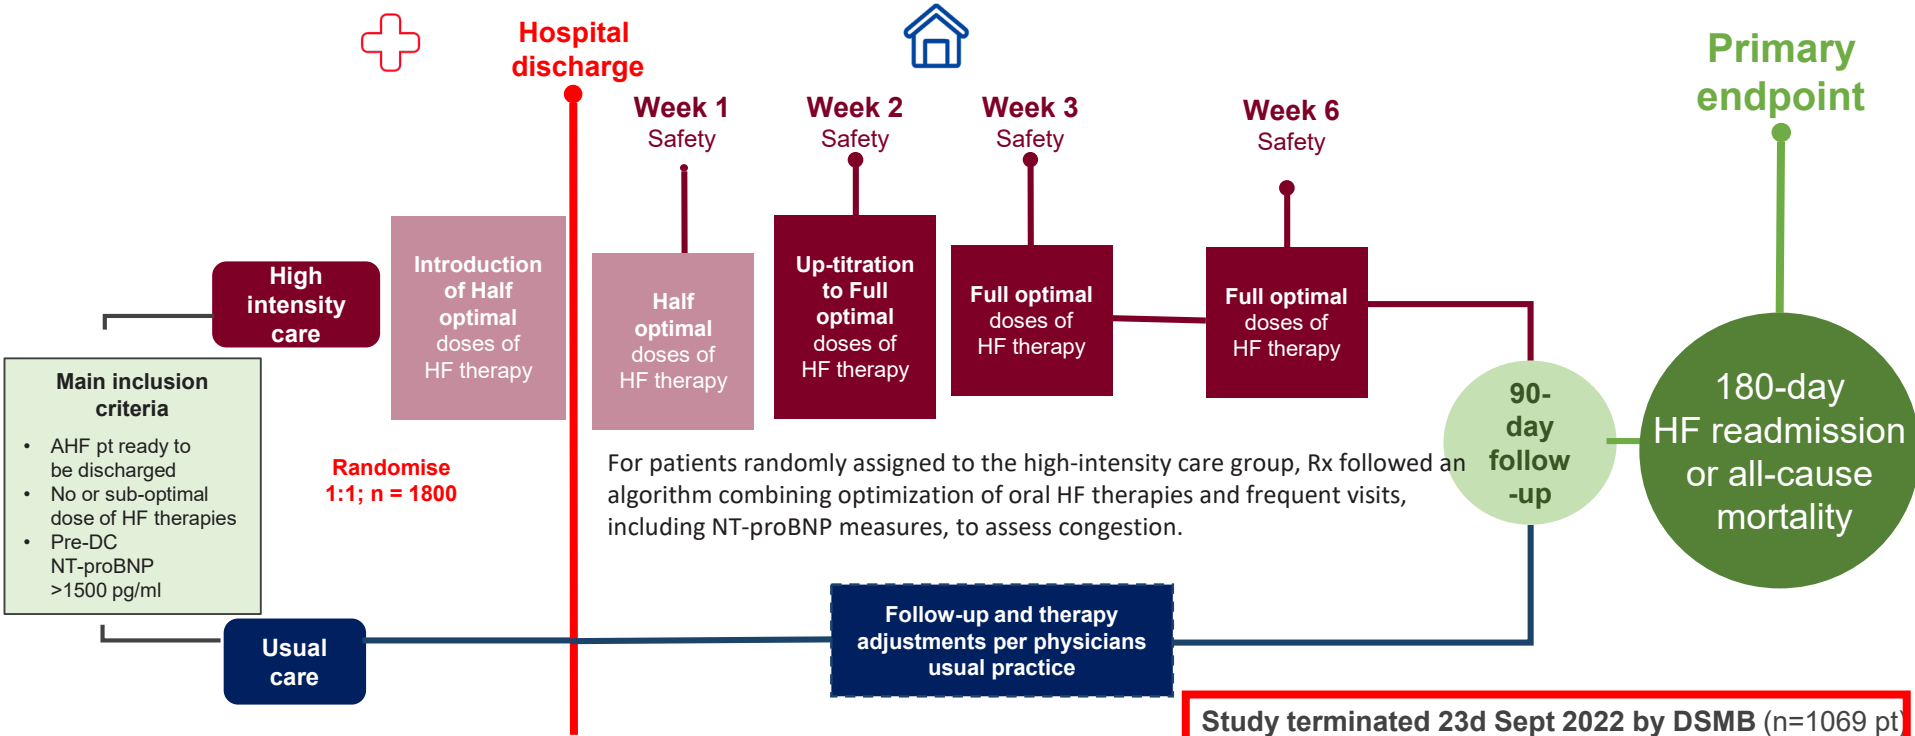 Hospital
discharge
Primary
endpoint
Week 1
Safety
Week 2
Safety
Week 3
Safety
Week 6
Safety
High
intensity
care
Introduction
of Half
optimal
doses of
HF therapy
Half
optimal
doses of
HF therapy
Up-titration
to Full
optimal
doses of
HF therapy
Full optimal
doses of
HF therapy
Full optimal
doses of
HF therapy
Main inclusion
criteria
• AHF pt ready to
be discharged
• No or sub-optimal
dose of HF therapies
• Pre-DC
NT-proBNP
>1500 pg/ml
Randomise
1:1; n = 1800
For patients randomly assigned to the high-intensity care group, Rx followed an
algorithm combining optimization of oral HF therapies and frequent visits,
including NT-proBNP measures, to assess congestion.
90-
day
follow
-up
180-day
HF readmission
or all-cause
mortality
Usual
care
Follow-up and therapy
adjustments per physicians
usual practice
Study terminated 23d Sept 2022 by DSMB (n=1069 pt)